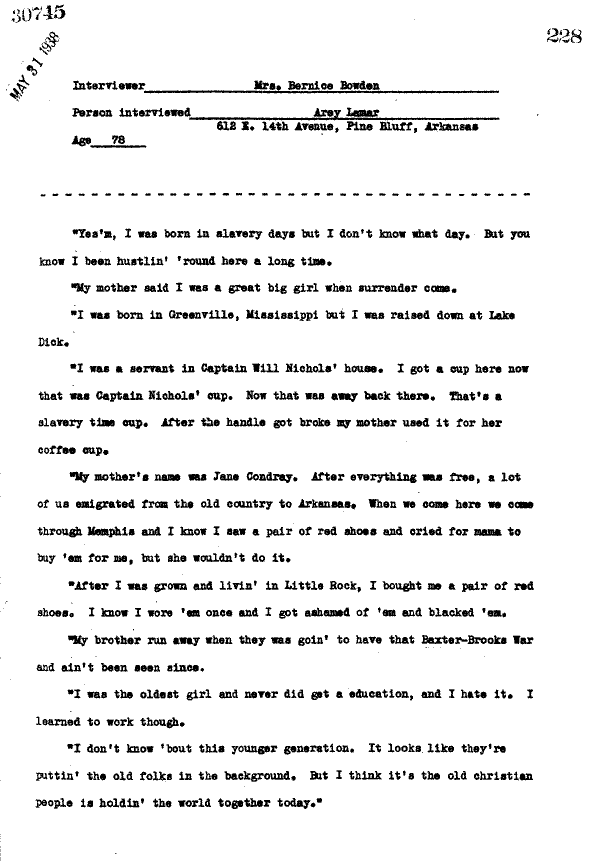 30745
228
MAY 31 1938
Interviewer Mrs. Bernice Bowden
Person interviewed Arey Lamar
612 E. 14th Avenue, Pine Bluff, Arkansas
Age 78
"Yes'm, I was born in slavery days but I don't know what day. But you
know I been hustlin' 'round here a long time.
"My mother said I was a great big girl when surrender come.
"I was born in Greenville, Mississippi but I was raised down at Lake
Dick.
"I was a servant in Captain Will Nichols' house. I got a cup here now
that was Captain Nichols' cup. Now that was away back there. That's a
slavery time cup. After the handle got broke my mother used it for her
coffee cup.
"My mother's name was Jane Condray. After everything was free, a lot
of us emigrated from the old country to Arkansas. When we come here we come
through Memphis and I know I saw a pair of red shoes and cried for mama to
buy 'em for me, but she wouldn't do it.
"After I was grown and livin' in Little Rock, I bought me a pair of red
shoes. I know I wore 'em once and I got ashamed of 'em and blacked 'em.
"My brother run away when they was goin' to have that Baxter-Brooks War
and ain't been seen since.
"I was the oldest girl and never did get a education, and I hate it. I
learned to work though.
"I don't know 'bout this younger generation. It looks like they're
puttin' the old folks in the background. But I think it's the old christian
people is holdin' the world together today."